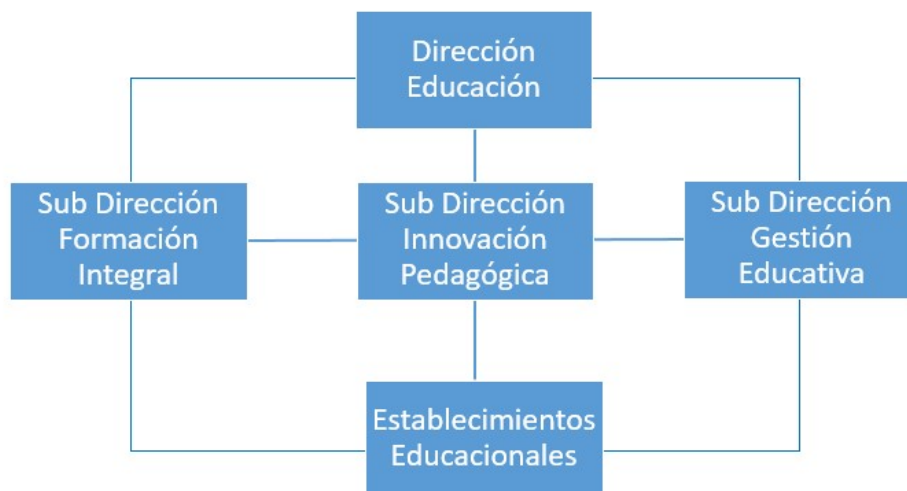 Dirección
Educación
Sub Dirección
Formación
Integral
Sub Dirección
Innovación
Pedagógica
Sub Dirección
Gestión
Educativa
Establecimientos
Educacionales